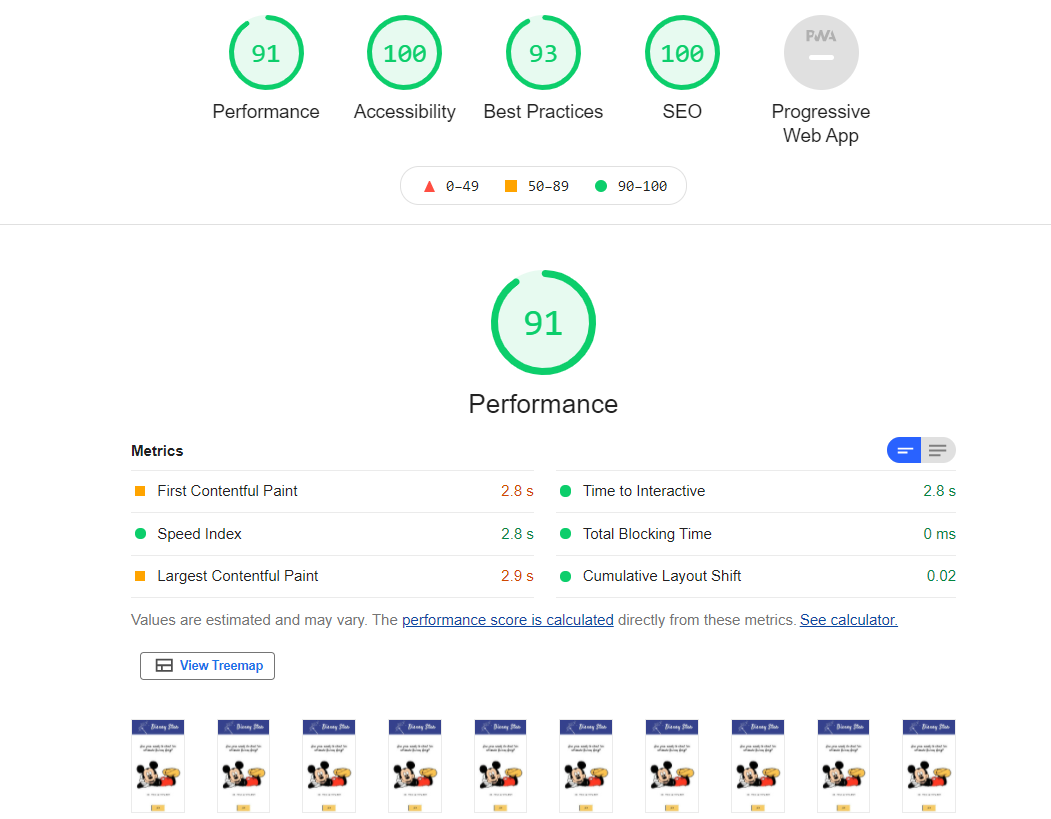 91 100 93 100 PWA
Performance Accessibility Best Practices SEO Progressive
Web App
0–49 50–89 90–100
91
Performance
Metrics
First Contentful Paint 2.8 s Time to Interactive 2.8 s
Speed Index 2.8 s Total Blocking Time 0 ms
Largest Contentful Paint 2.9 s Cumulative Layout Shift 0.02
Values are estimated and may vary. The performance score is calculated directly from these metrics. See calculator.
View Treemap